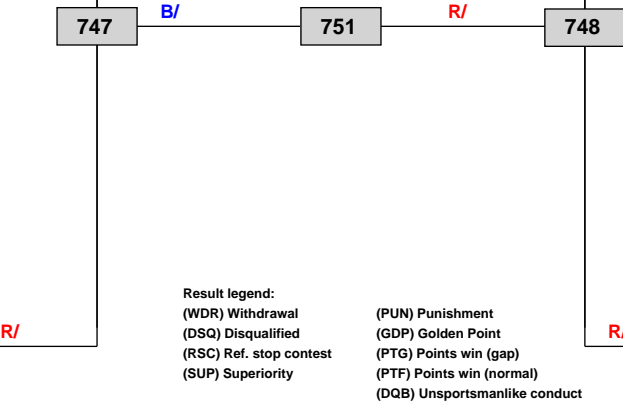 B/ R/
747 751 748
Result legend:
(WDR) Withdrawal (PUN) Punishment
R/ (DSQ) Disqualified (GDP) Golden Point R/
(RSC) Ref. stop contest (PTG) Points win (gap)
(SUP) Superiority (PTF) Points win (normal)
(DQB) Unsportsmanlike conduct